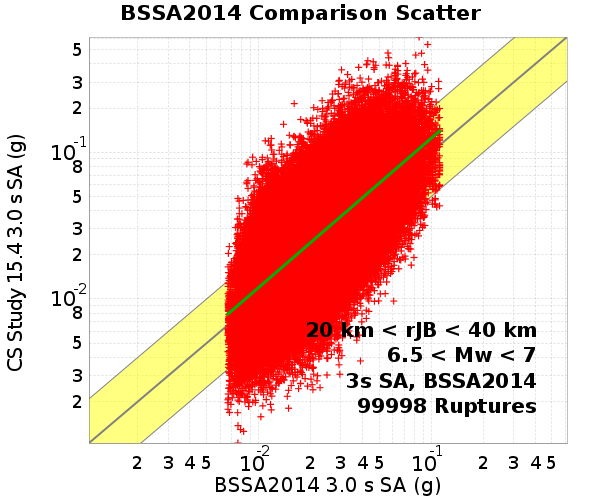 BSSA2014 Comparison Scatter
CS Study 15.4 3.0 s SA (g)
5
3
2
10-1
8
5
3
2
10-2
8
5
3
2
20 km < rJB < 40 km
6.5 < Mw < 7
3s SA, BSSA2014
99998 Ruptures
2 3 4 5 10-2 2 3 4 5 10-1 2 3 4 5
BSSA2014 3.0 s SA (g)